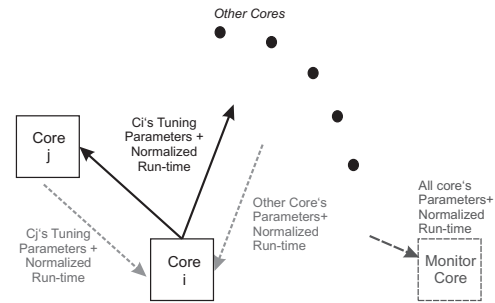 Other Cores
Ci's Tuning
Parameters +
Normalized
Run-time
Core
j
Cj's Tuning
Parameters +
Normalized
Run-time
Core
i
Other Core's
Parameters+
Normalized
Run-time
All core's
Parameters+
Normalized
Run-time
Monitor
Core